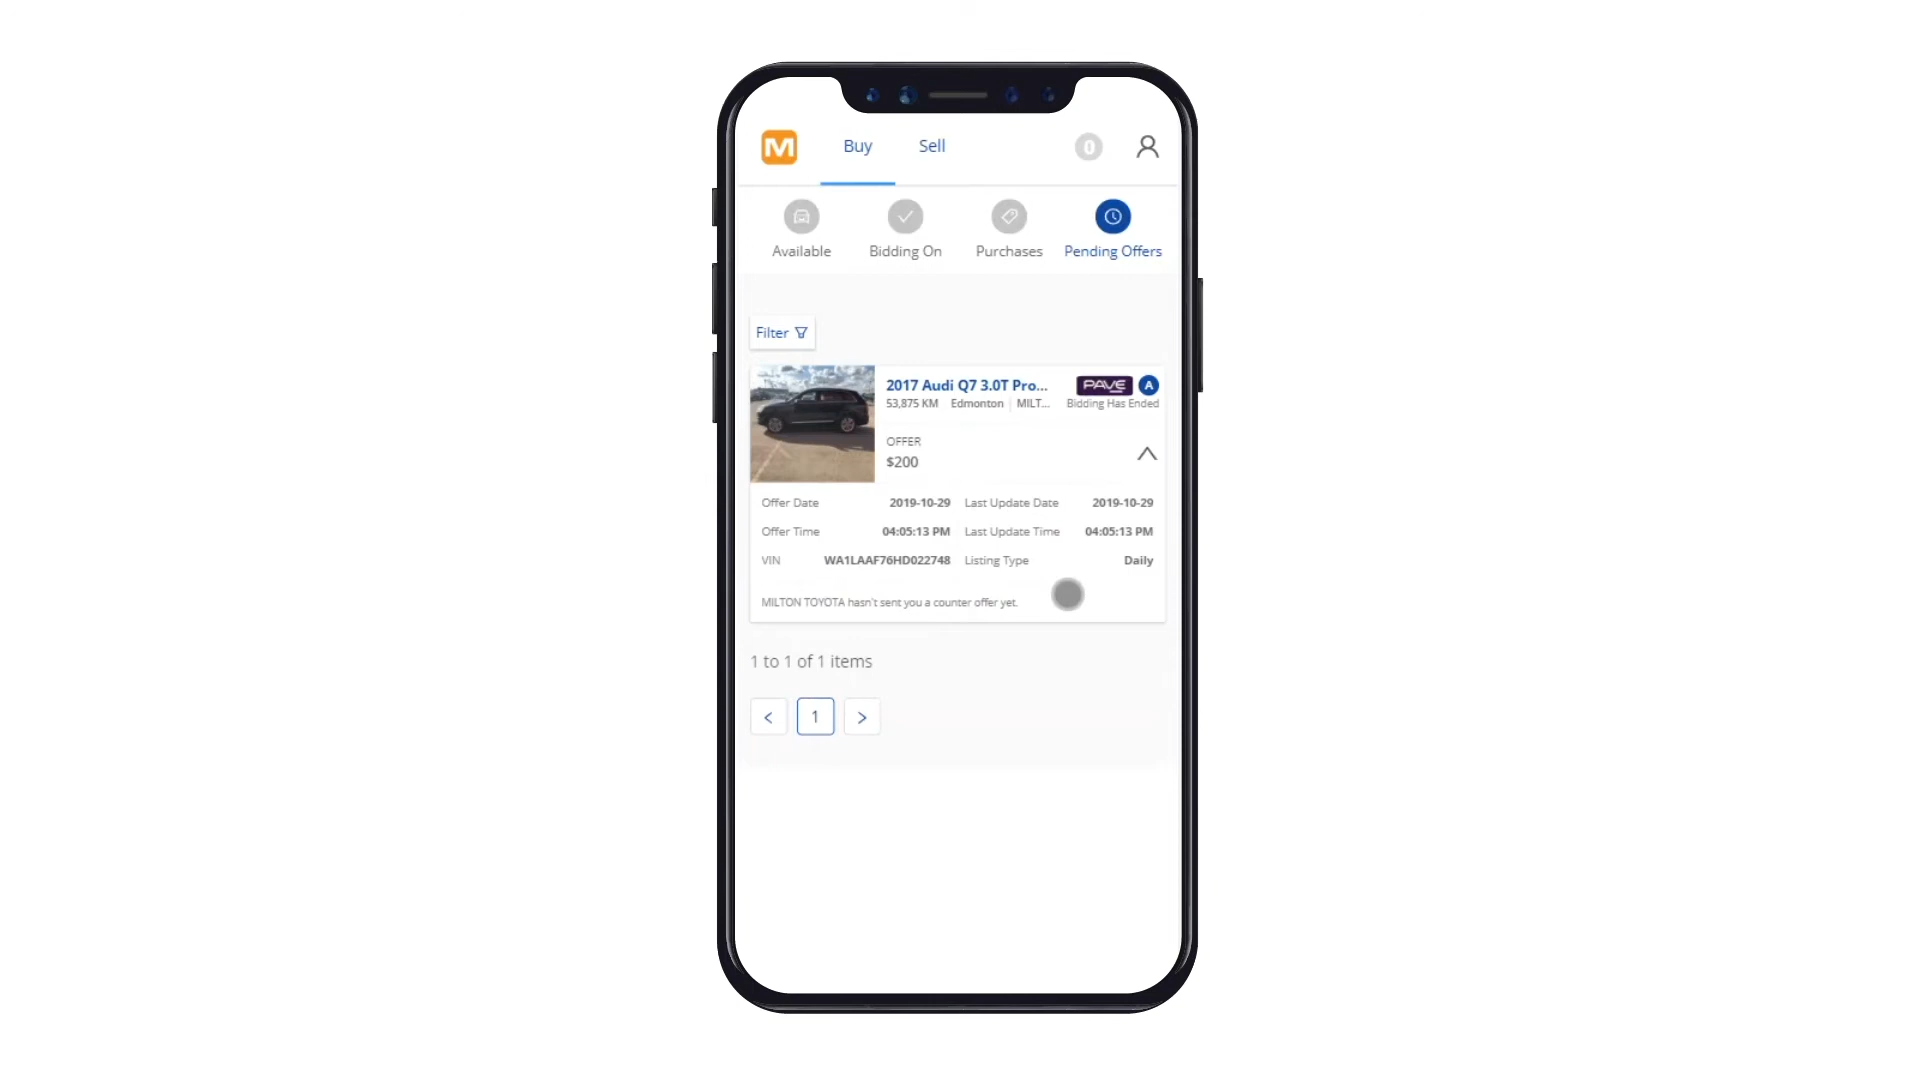 M Buy Sell 0
Available Bidding On Purchases Pending Offers
Filter
2017 Audi Q7 3.0T Pro... PAVE A
53,875 KM Edmonton MILT... Bidding Has Ended
OFFER
$200
Offer Date 2019-10-29 Last Update Date 2019-10-29
Offer Time 04:05:13 PM Last Update Time 04:05:13 PM
VIN WA1LAAF76HD022748 Listing Type Daily
MILTON TOYOTA hasn't sent you a counter offer yet.
1 to 1 of 1 items
< 1 >